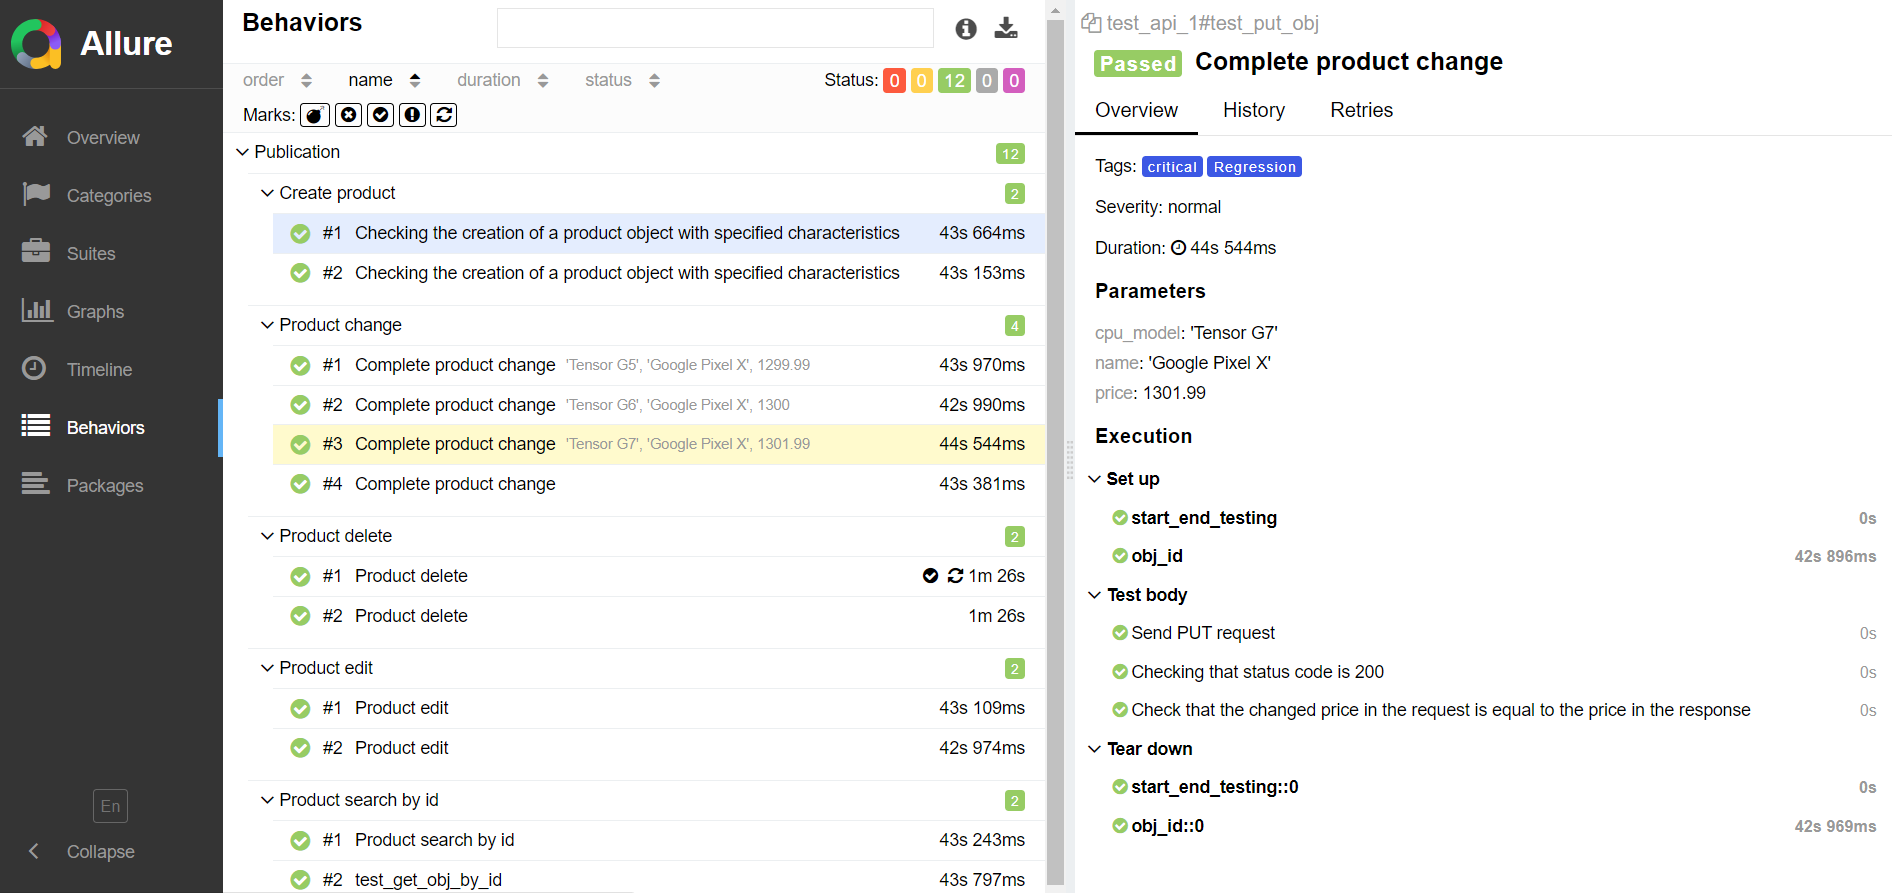 Allure
Overview
Categories
Suites
Graphs
Timeline
Behaviors
Packages
En
Collapse
Behaviors
order name duration status Status: 0 0 12 0 0
Marks:
Publication 12
Create product 2
#1 Checking the creation of a product object with specified characteristics 43s 664ms
#2 Checking the creation of a product object with specified characteristics 43s 153ms
Product change 4
#1 Complete product change 'Tensor G5', 'Google Pixel X', 1299.99 43s 970ms
#2 Complete product change 'Tensor G6', 'Google Pixel X', 1300 42s 990ms
#3 Complete product change 'Tensor G7', 'Google Pixel X', 1301.99 44s 544ms
#4 Complete product change 43s 381ms
Product delete 2
#1 Product delete 1m 26s
#2 Product delete 1m 26s
Product edit 2
#1 Product edit 43s 109ms
#2 Product edit 42s 974ms
Product search by id 2
#1 Product search by id 43s 243ms
#2 test_get_obj_by_id 43s 797ms
test_api_1#test_put_obj
Passed Complete product change
Overview History Retries
Tags: critical Regression
Severity: normal
Duration: 44s 544ms
Parameters
cpu_model: 'Tensor G7'
name: 'Google Pixel X'
price: 1301.99
Execution
Set up
start_end_testing 0s
obj_id 42s 896ms
Test body
Send PUT request 0s
Checking that status code is 200 0s
Check that the changed price in the request is equal to the price in the response 0s
Tear down
start_end_testing::0 0s
obj_id::0 42s 969ms